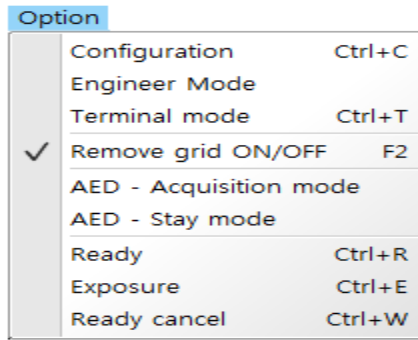 Option
Configuration Ctrl+C
Engineer Mode
Terminal mode Ctrl+T
Remove grid ON/OFF F2
AED - Acquisition mode
AED - Stay mode
Ready Ctrl+R
Exposure Ctrl+E
Ready cancel Ctrl+W